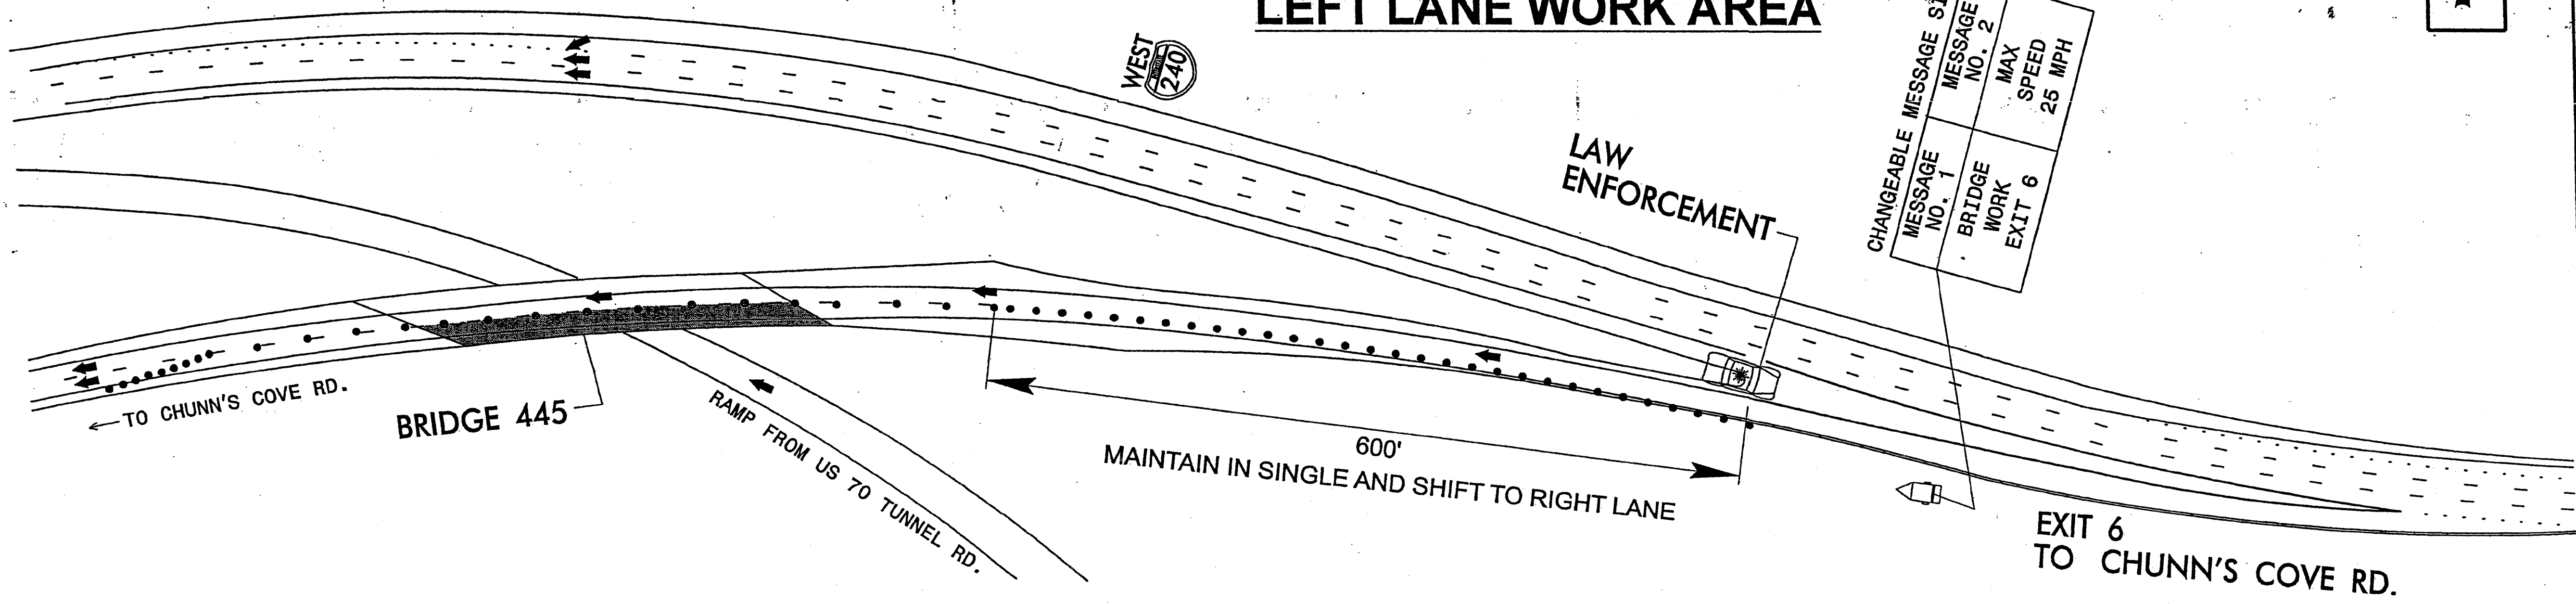 LEFT LANE WORK AREA
WEST
240
LAW
ENFORCEMENT
CHANGEABLE MESSAGE
MESSAGE
NO. 1
MESSAGE
NO. 2
BRIDGE
WORK
EXIT 6
MAX
SPEED
25 MPH
TO CHUNN'S COVE RD.
BRIDGE 445
RAMP FROM US 70 TUNNEL RD.
600'
MAINTAIN IN SINGLE AND SHIFT TO RIGHT LANE
EXIT 6
TO CHUNN'S COVE RD.